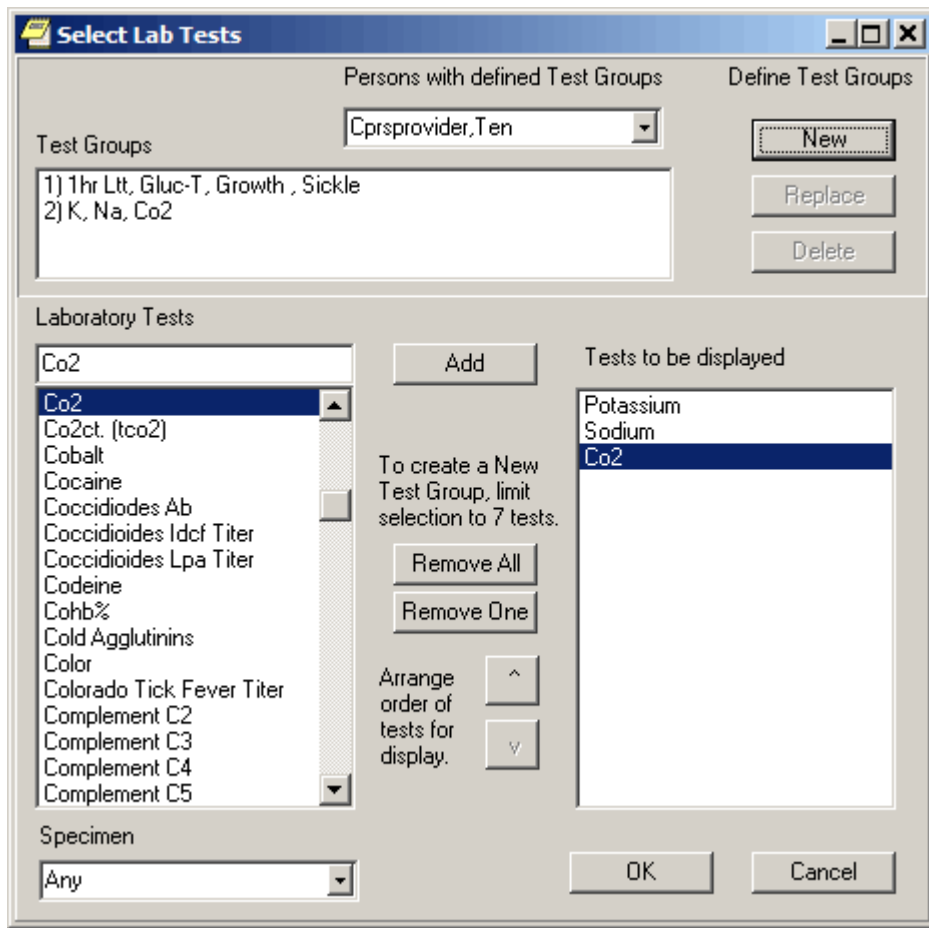 Select Lab Tests
Persons with defined Test Groups
Define Test Groups
Cprsprovider,Ten
New
Test Groups
1) 1hr Ltt, Gluc-T, Growth , Sickle
2) K, Na, Co2
Replace
Delete
Laboratory Tests
Co2
Add
Tests to be displayed
Co2
Co2ct. (tco2)
Cobalt
Cocaine
Coccidiodes Ab
Coccidioides Idcf Titer
Coccidioides Lpa Titer
Codeine
Cohb%
Cold Agglutinins
Color
Colorado Tick Fever Titer
Complement C2
Complement C3
Complement C4
Complement C5
To create a New
Test Group, limit
selection to 7 tests.
Remove All
Remove One
Arrange
order of
tests for
display.
^
v
Potassium
Sodium
Co2
Specimen
Any
OK
Cancel